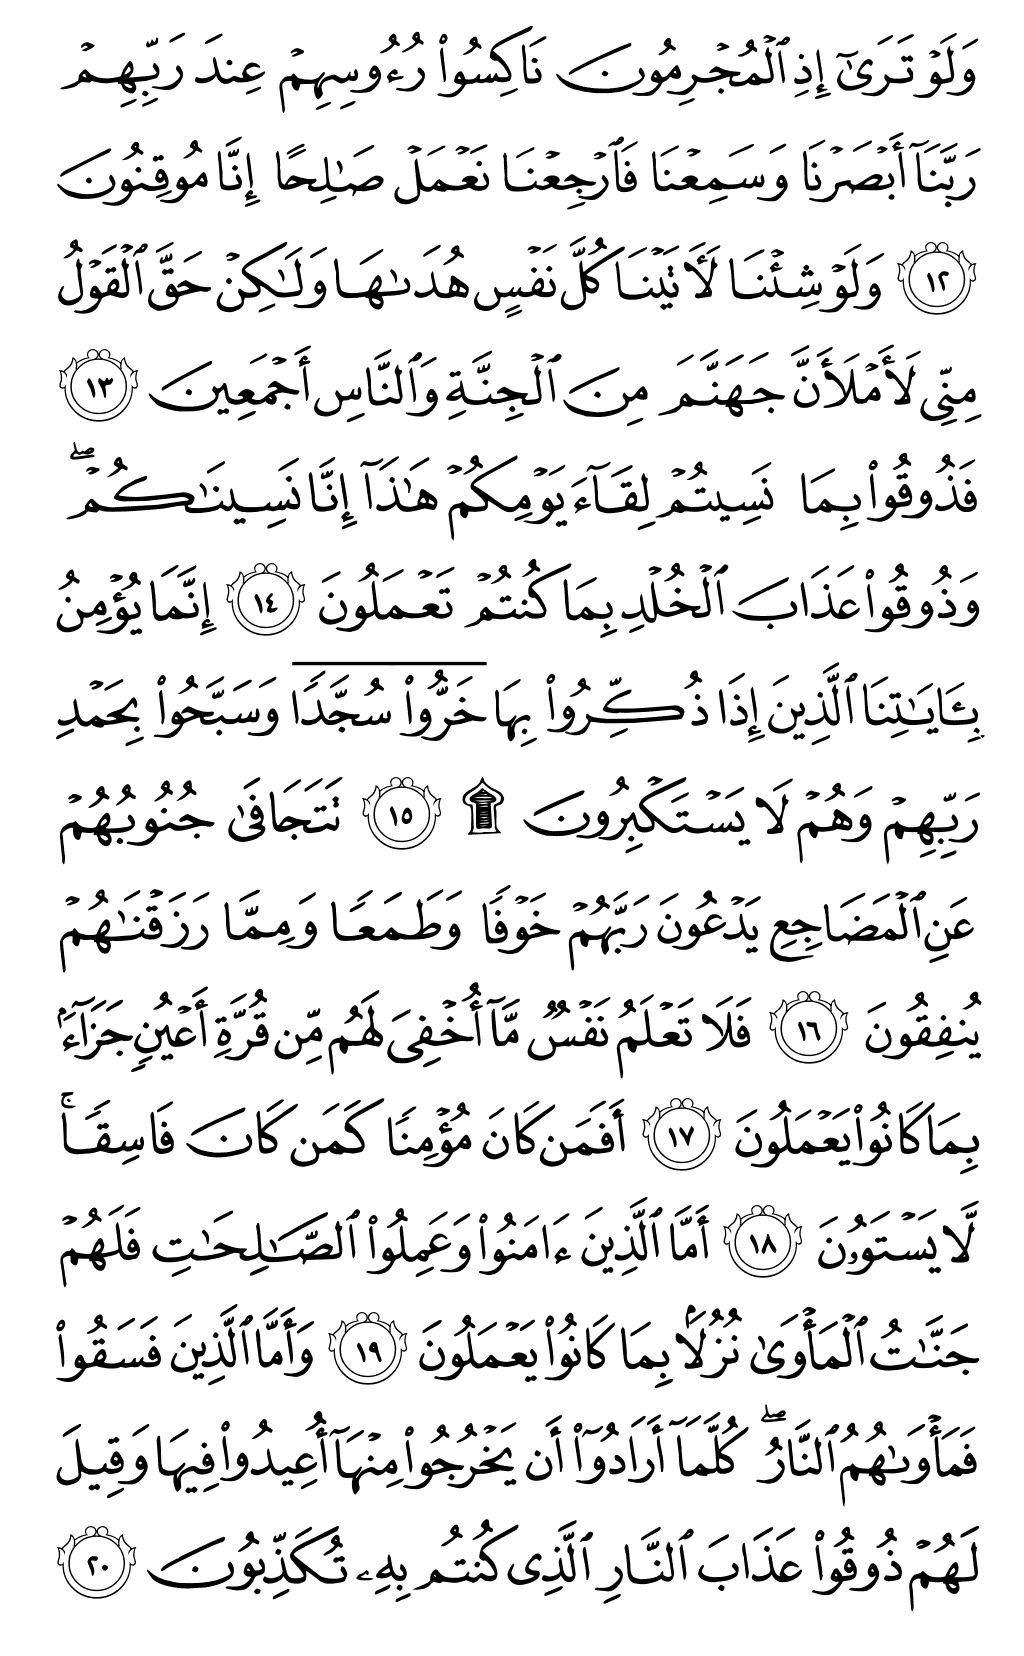 وَلَوْ تَرَىٰٓ إِذِ ٱلْمُجْرِمُونَ نَاكِسُوا۟ رُءُوسِهِمْ عِندَ رَبِّهِمْ
رَبَّنَآ أَبْصَرْنَا وَسَمِعْنَا فَٱرْجِعْنَا نَعْمَلْ صَٰلِحًا إِنَّا مُوقِنُونَ
١٢ وَلَوْ شِئْنَا لَءَاتَيْنَا كُلَّ نَفْسٍ هُدَىٰهَا وَلَٰكِنْ حَقَّ ٱلْقَوْلُ
مِنِّى لَأَمْلَأَنَّ جَهَنَّمَ مِنَ ٱلْجِنَّةِ وَٱلنَّاسِ أَجْمَعِينَ ١٣
فَذُوقُوا۟ بِمَا نَسِيتُمْ لِقَآءَ يَوْمِكُمْ هَٰذَآ إِنَّا نَسِينَٰكُمْ ۖ
وَذُوقُوا۟ عَذَابَ ٱلْخُلْدِ بِمَا كُنتُمْ تَعْمَلُونَ ١٤ إِنَّمَا يُؤْمِنُ
بِـَٔايَٰتِنَا ٱلَّذِينَ إِذَا ذُكِّرُوا۟ بِهَا خَرُّوا۟ سُجَّدًا وَسَبَّحُوا۟ بِحَمْدِ
رَبِّهِمْ وَهُمْ لَا يَسْتَكْبِرُونَ ۩ ١٥ تَتَجَافَىٰ جُنُوبُهُمْ
عَنِ ٱلْمَضَاجِعِ يَدْعُونَ رَبَّهُمْ خَوْفًا وَطَمَعًا وَمِمَّا رَزَقْنَٰهُمْ
يُنفِقُونَ ١٦ فَلَا تَعْلَمُ نَفْسٌ مَّآ أُخْفِىَ لَهُم مِّن قُرَّةِ أَعْيُنٍ جَزَآءًۢ
بِمَا كَانُوا۟ يَعْمَلُونَ ١٧ أَفَمَن كَانَ مُؤْمِنًا كَمَن كَانَ فَاسِقًا ۚ
لَّا يَسْتَوُۥنَ ١٨ أَمَّا ٱلَّذِينَ ءَامَنُوا۟ وَعَمِلُوا۟ ٱلصَّٰلِحَٰتِ فَلَهُمْ
جَنَّٰتُ ٱلْمَأْوَىٰ نُزُلًۢا بِمَا كَانُوا۟ يَعْمَلُونَ ١٩ وَأَمَّا ٱلَّذِينَ فَسَقُوا۟
فَمَأْوَىٰهُمُ ٱلنَّارُ ۖ كُلَّمَآ أَرَادُوٓا۟ أَن يَخْرُجُوا۟ مِنْهَآ أُعِيدُوا۟ فِيهَا وَقِيلَ
لَهُمْ ذُوقُوا۟ عَذَابَ ٱلنَّارِ ٱلَّذِى كُنتُم بِهِۦ تُكَذِّبُونَ ٢٠